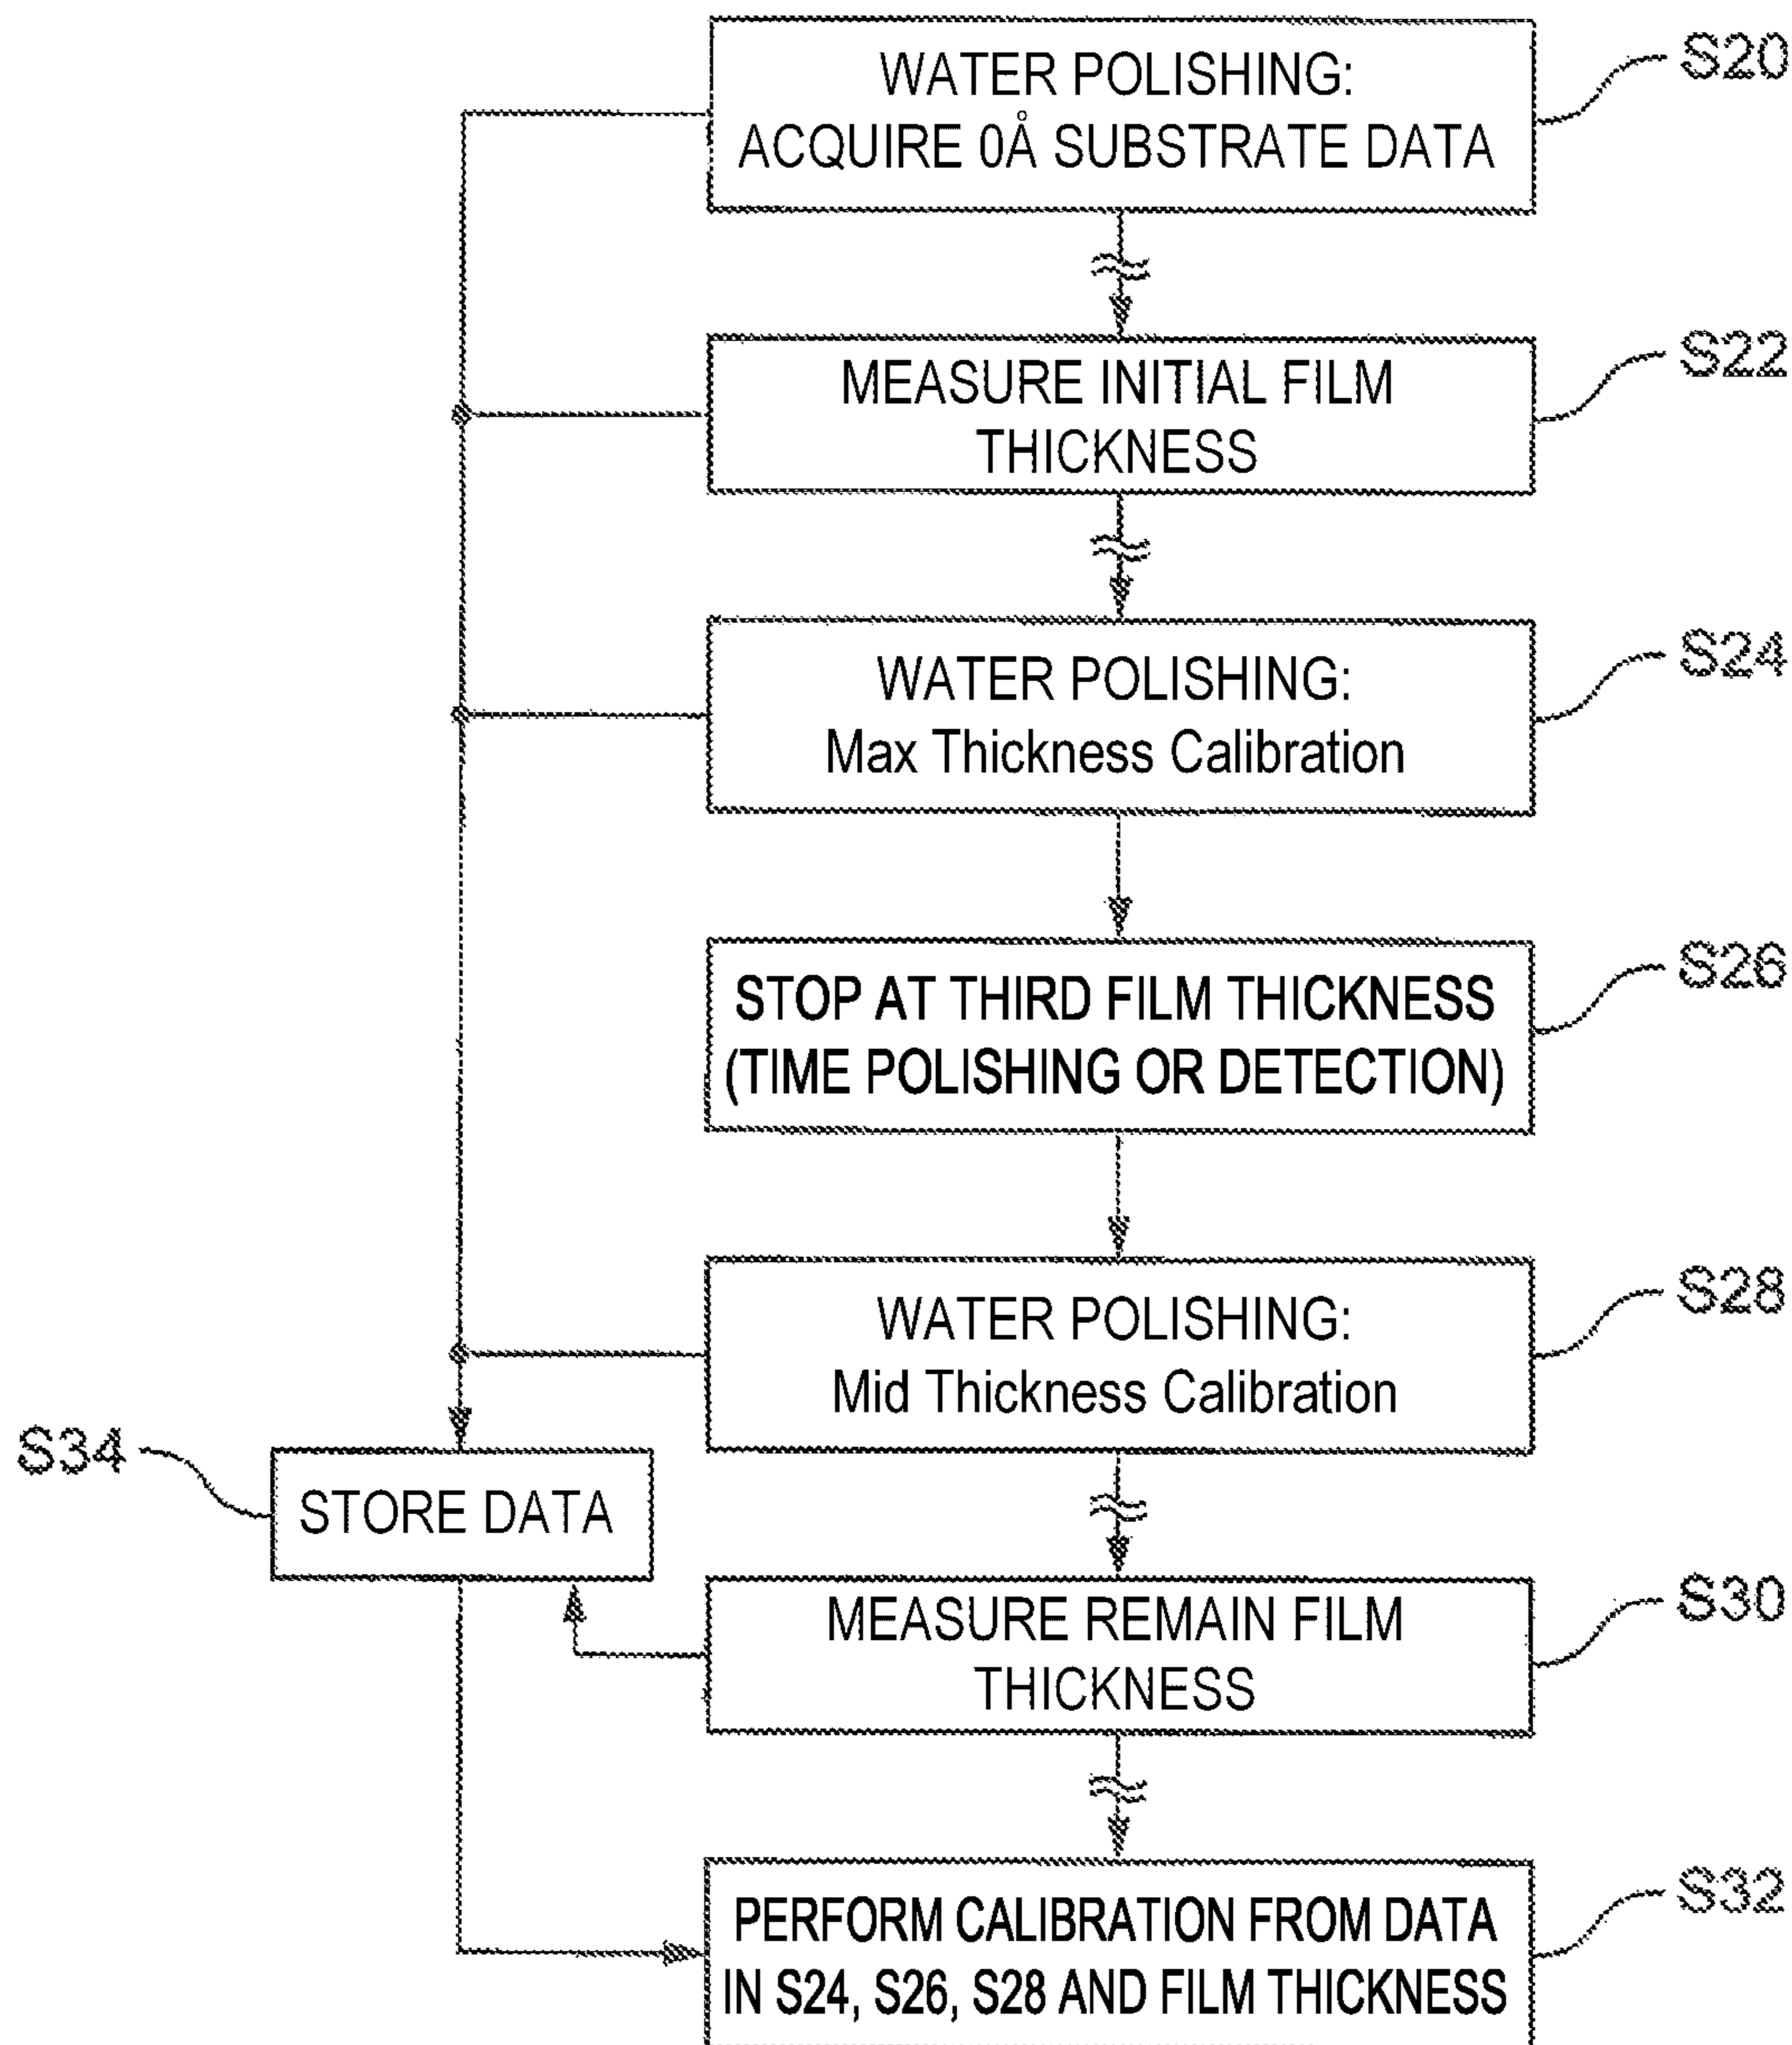 WATER POLISHING:
ACQUIRE 0Å SUBSTRATE DATA
S20
MEASURE INITIAL FILM
THICKNESS
S22
WATER POLISHING:
Max Thickness Calibration
S24
STOP AT THIRD FILM THICKNESS
(TIME POLISHING OR DETECTION)
S26
WATER POLISHING:
Mid Thickness Calibration
S28
S34
STORE DATA
MEASURE REMAIN FILM
THICKNESS
S30
PERFORM CALIBRATION FROM DATA
IN S24, S26, S28 AND FILM THICKNESS
S32